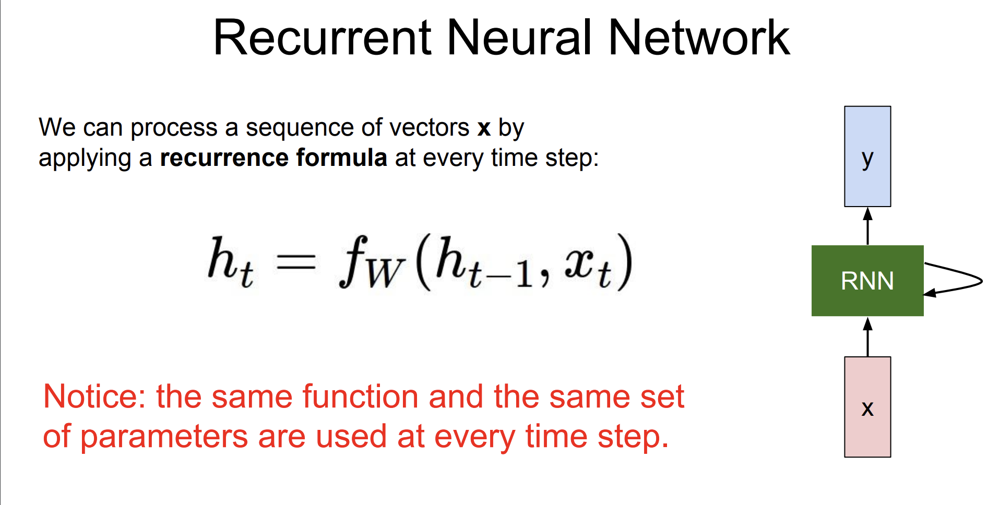 Recurrent Neural Network
We can process a sequence of vectors x by
applying a recurrence formula at every time step:
h_t = f_W(h_{t-1}, x_t)
Notice: the same function and the same set
of parameters are used at every time step.
y
RNN
x